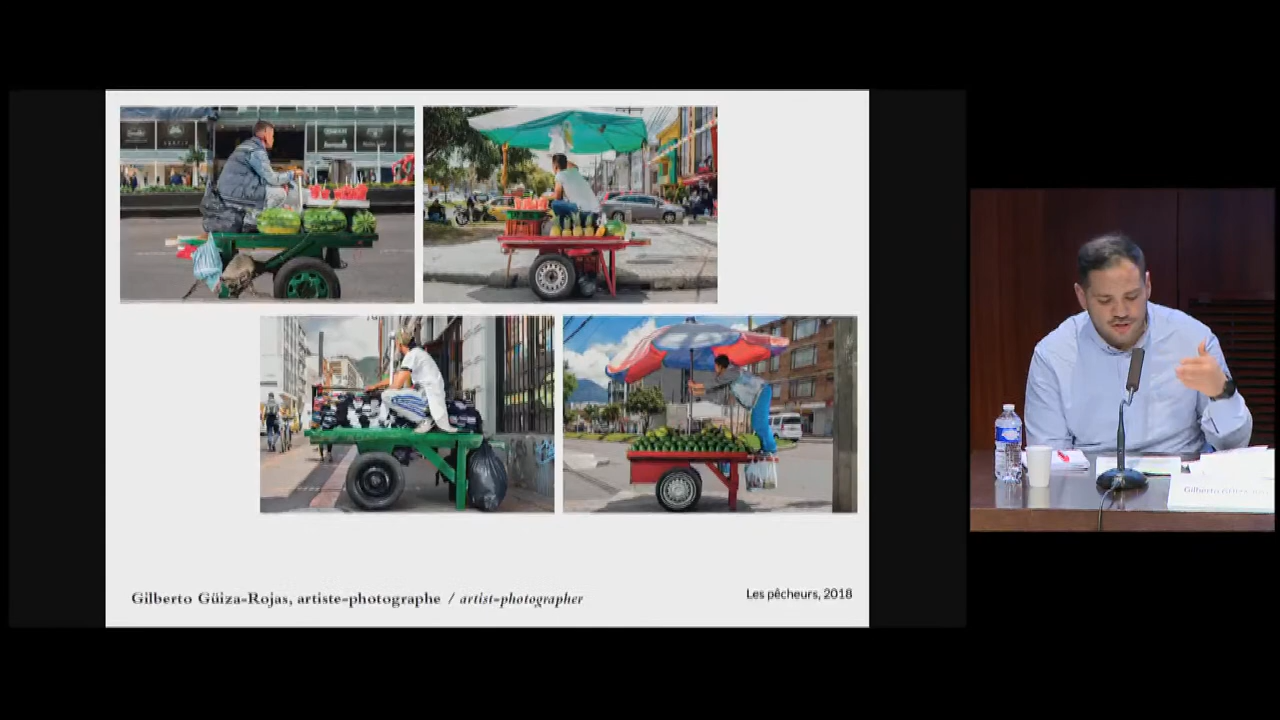 Gilberto Güiza-Rojas, artiste-photographe / artist-photographer
Les pêcheurs, 2018